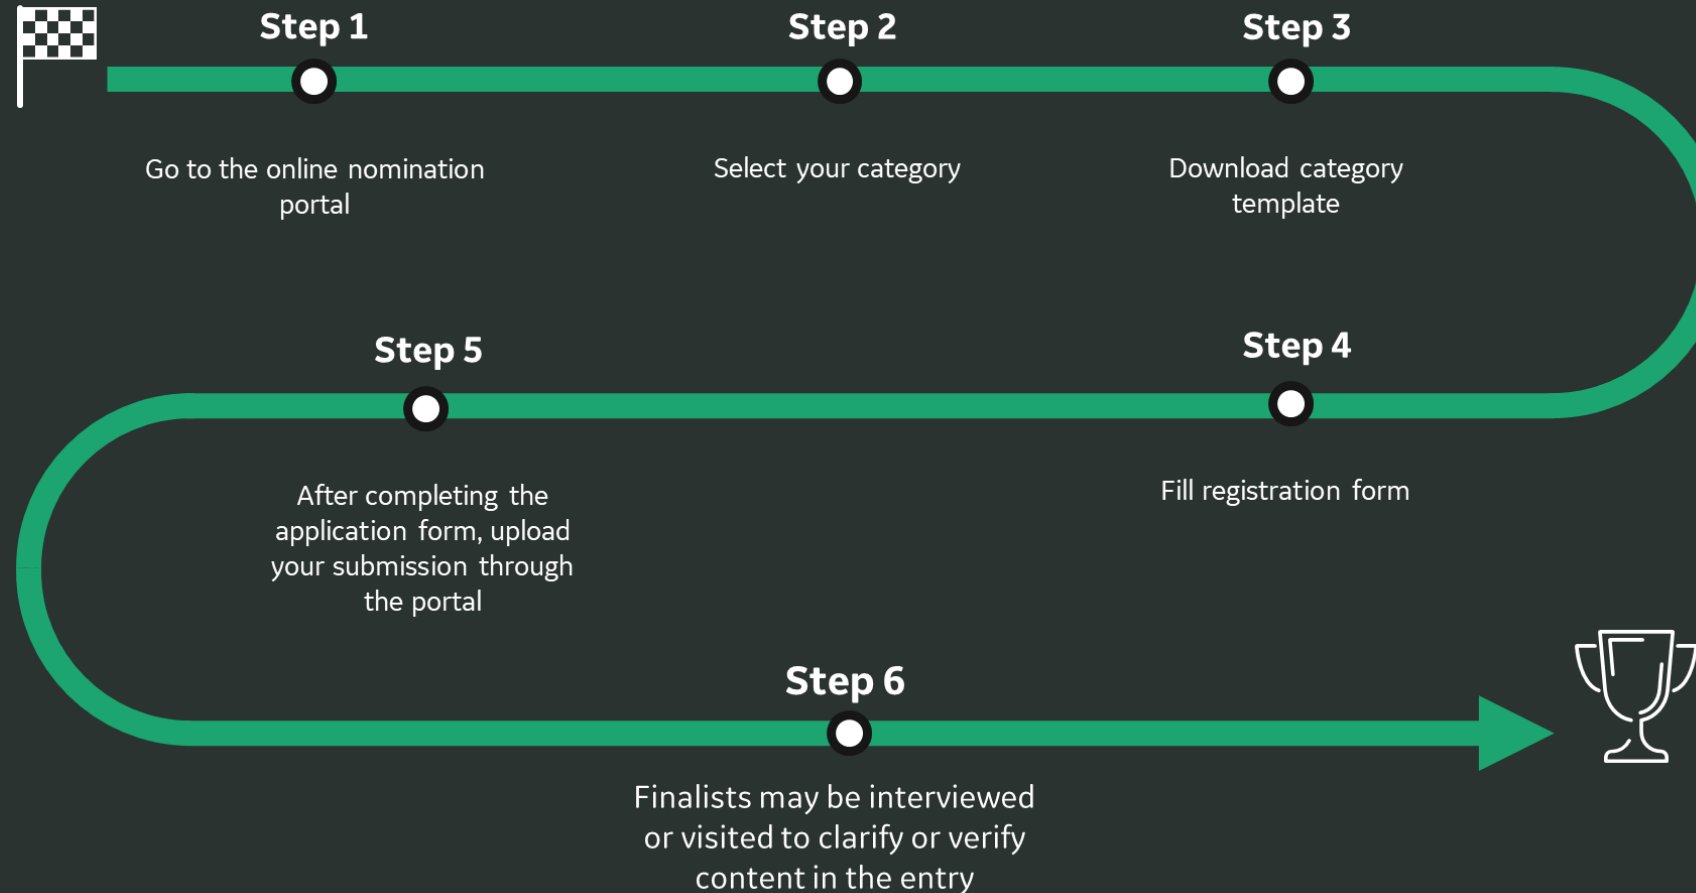 Step 1
Go to the online nomination
portal
Step 2
Select your category
Step 3
Download category
template
Step 4
Fill registration form
Step 5
After completing the
application form, upload
your submission through
the portal
Step 6
Finalists may be interviewed
or visited to clarify or verify
content in the entry